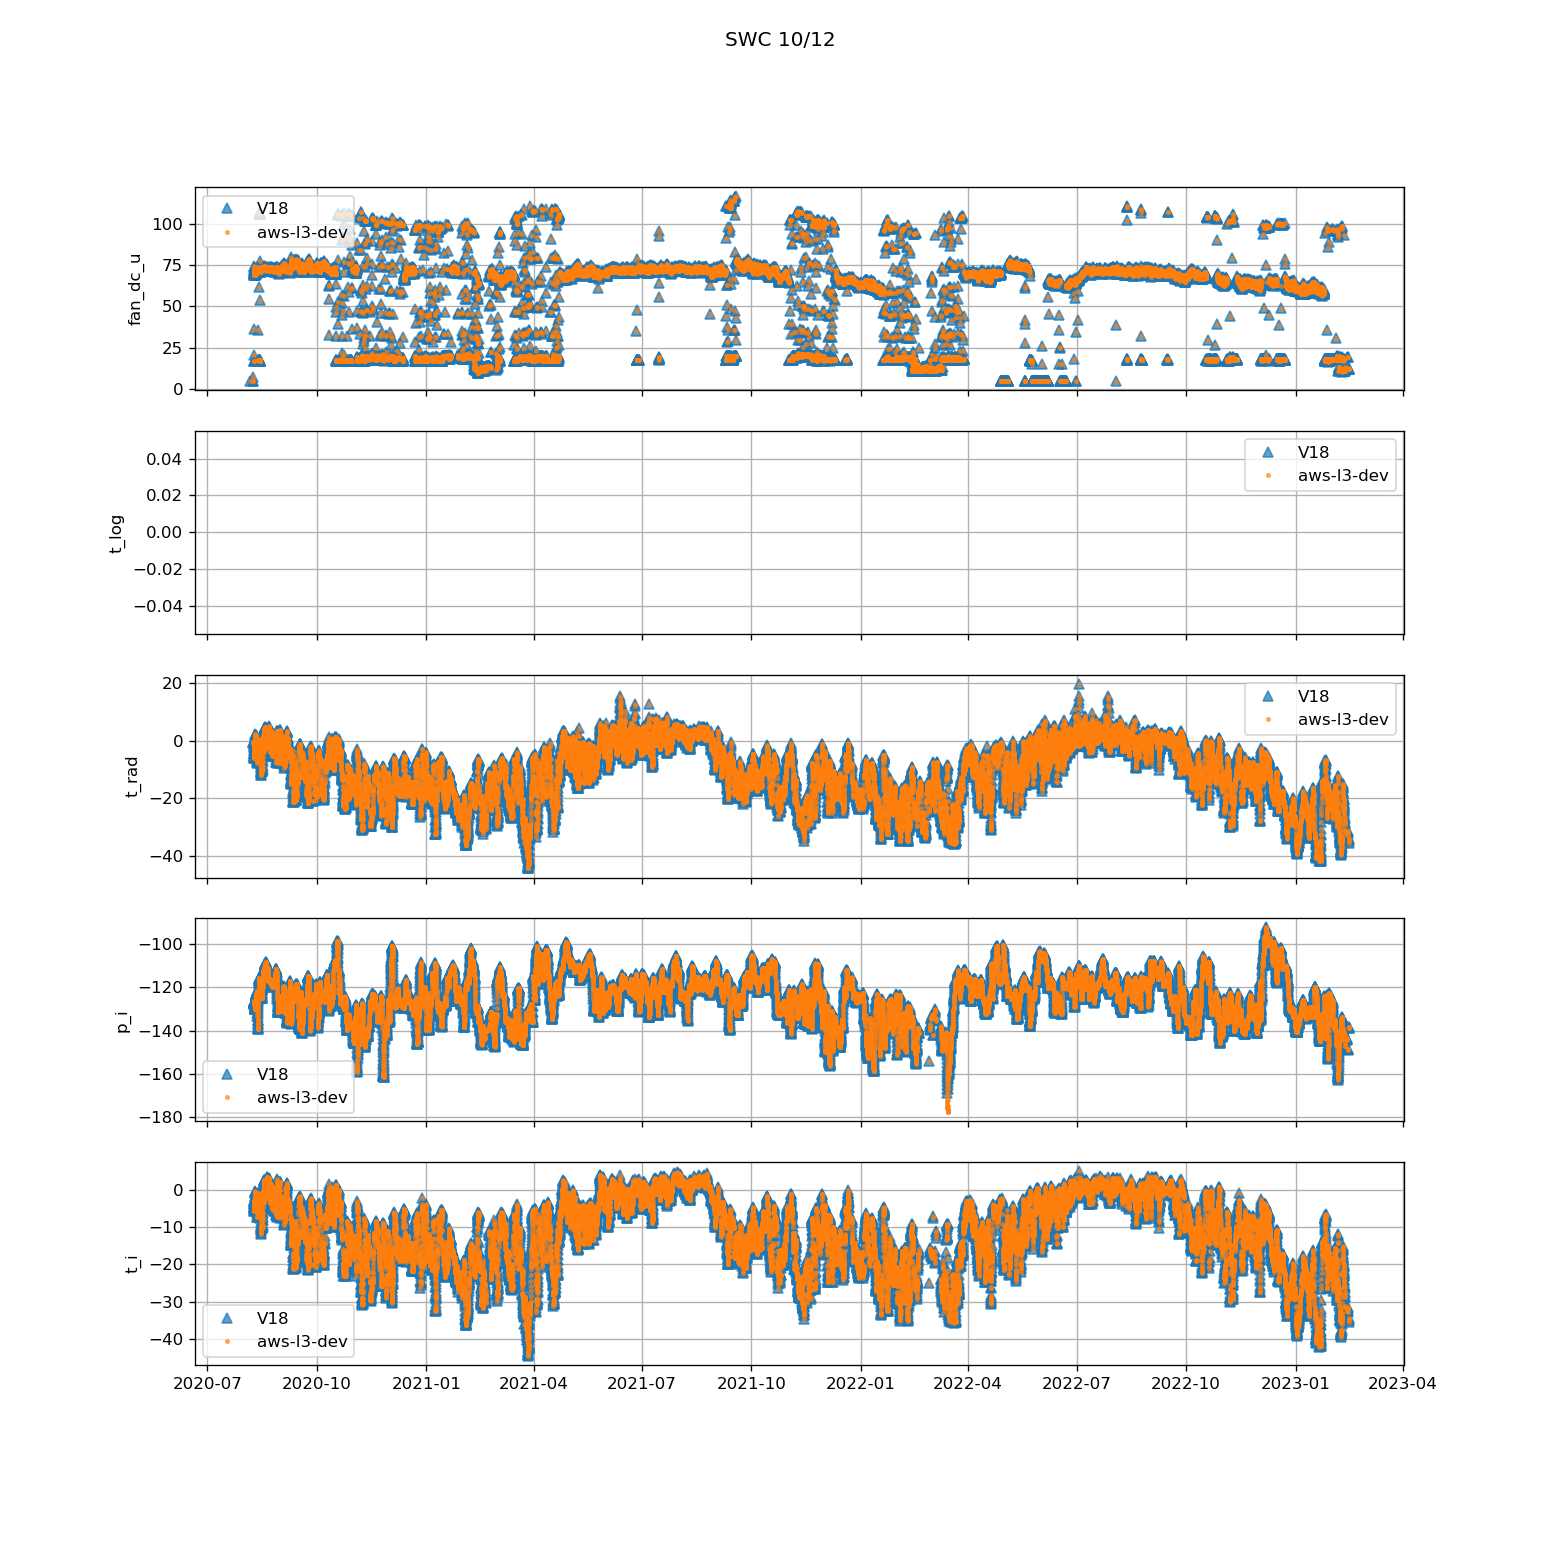 SWC 10/12
fan_dc_u
100
75
50
25
0
V18
aws-l3-dev
t_log
0.04
0.02
0.00
−0.02
−0.04
V18
aws-l3-dev
t_rad
20
0
−20
−40
V18
aws-l3-dev
p_i
−100
−120
−140
−160
−180
V18
aws-l3-dev
t_i
0
−10
−20
−30
−40
V18
aws-l3-dev
2020-07 2020-10 2021-01 2021-04 2021-07 2021-10 2022-01 2022-04 2022-07 2022-10 2023-01 2023-04